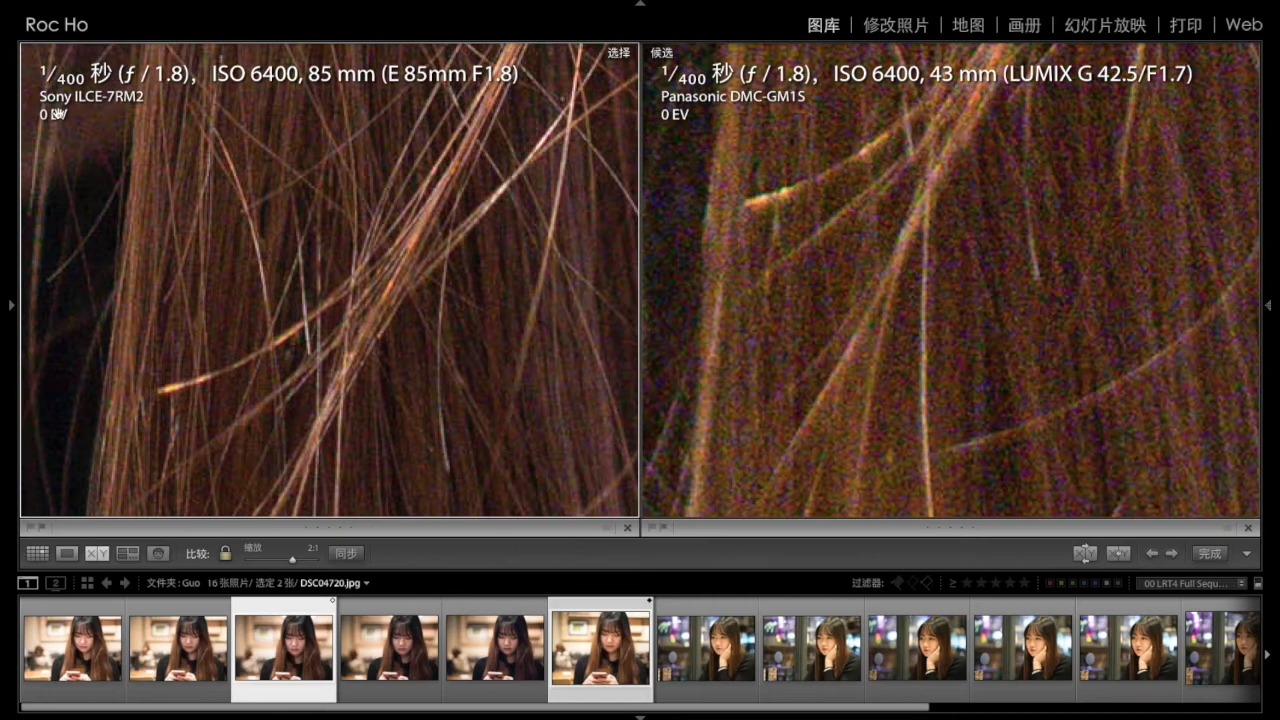 Roc Ho
图库 | 修改照片 | 地图 | 画册 | 幻灯片放映 | 打印 | Web
选择
1/400 秒 (ƒ / 1.8)， ISO 6400, 85 mm (E 85mm F1.8)
Sony ILCE-7RM2
候选
1/400 秒 (ƒ / 1.8)， ISO 6400, 43 mm (LUMIX G 42.5/F1.7)
Panasonic DMC-GM1S
0 EV
X Y
比较:
缩放
2:1
同步
完成
1 2
文件夹 : Guo 16 张照片/ 选定 2 张/ DSC04720.jpg
过滤器:
≥
00 LRT4 Full Sequ...